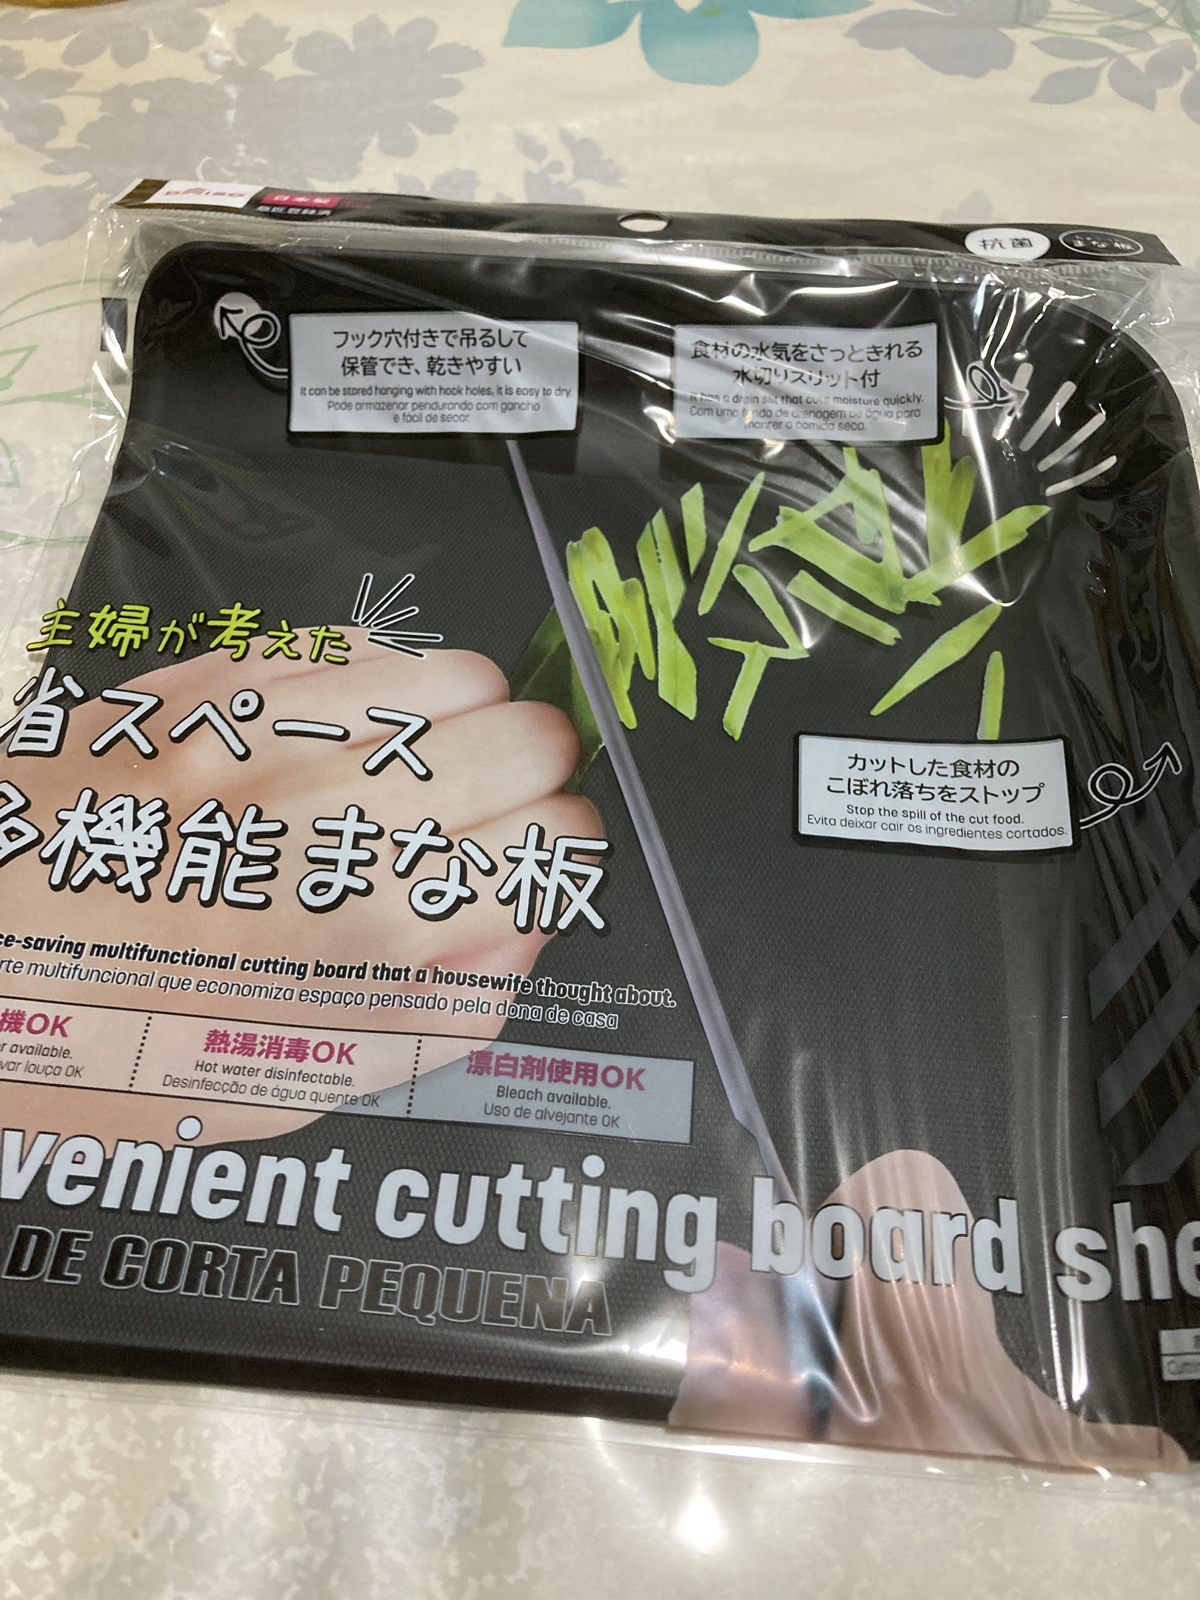 DAISO
日本製
意匠登録済
抗菌
まな板
フック穴付きで吊るして
保管でき、乾きやすい
It can be stored hanging with hook holes, it is easy to dry.
Pode armazenar pendurando com gancho
e fácil de secar.
食材の水気をさっときれる
水切りスリット付
It has a drain slit that cuts moisture quickly.
Com uma fenda de drenagem de água para
manter a comida seca.
主婦が考えた
省スペース
多機能まな板
カットした食材の
こぼれ落ちをストップ
Stop the spill of the cut food.
Evita deixar cair os ingredientes cortados.
ce-saving multifunctional cutting board that a housewife thought about.
rte multifuncional que economiza espaço pensado pela dona de casa
機OK
r available.
var louça OK
熱湯消毒OK
Hot water disinfectable.
Desinfecção de água quente OK
漂白剤使用OK
Bleach available.
Uso de alvejante OK
venient cutting board she
DE CORTA PEQUENA